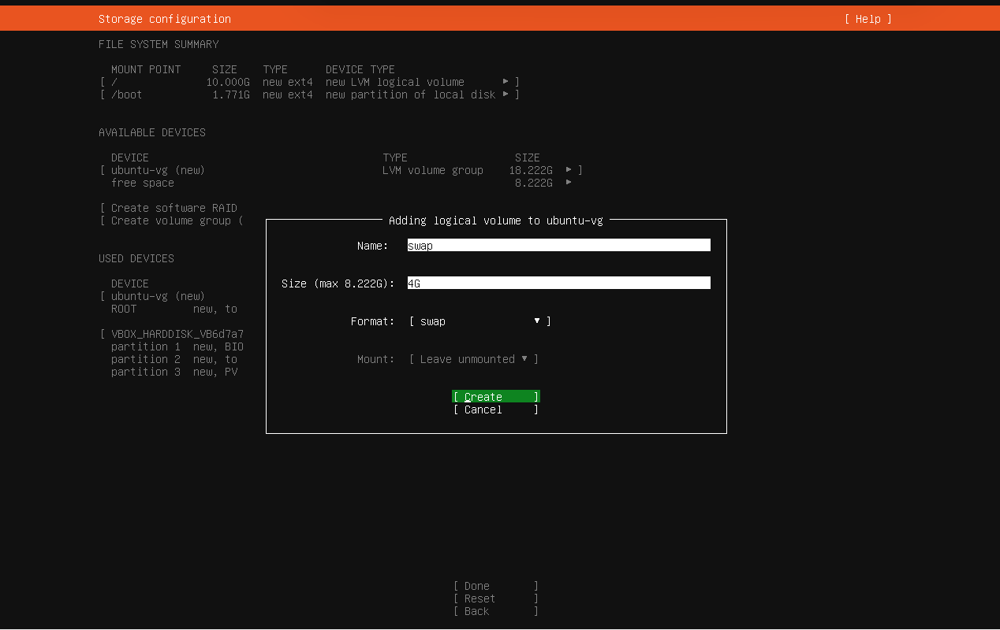 Storage configuration [ Help ]
FILE SYSTEM SUMMARY
MOUNT POINT SIZE TYPE DEVICE TYPE
[ / 10.000G new ext4 new LVM logical volume ▸ ]
[ /boot 1.771G new ext4 new partition of local disk ▸ ]
AVAILABLE DEVICES
DEVICE TYPE SIZE
[ ubuntu-vg (new) LVM volume group 18.222G ▸ ]
free space 8.222G ▸
[ Create software RAID
[ Create volume group (
USED DEVICES
DEVICE
[ ubuntu-vg (new)
ROOT new, to
[ VBOX_HARDDISK_VB6d7a7
partition 1 new, BIO
partition 2 new, to
partition 3 new, PV
Adding logical volume to ubuntu-vg
Name: swap
Size (max 8.222G): 4G
Format: [ swap ▾ ]
Mount: [ Leave unmounted ▾ ]
[ Create ]
[ Cancel ]
[ Done ]
[ Reset ]
[ Back ]